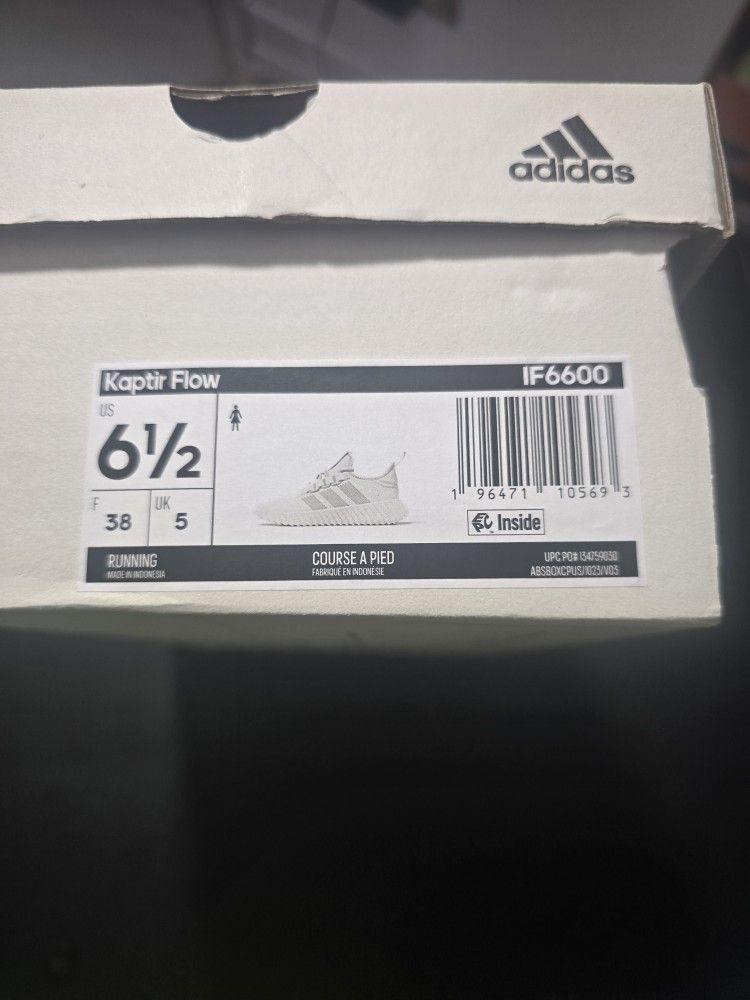 adidas
Kaptir Flow IF6600
US
6½
F
38
UK
5
1 96471 10569 3
Inside
RUNNING
MADE IN INDONESIA
COURSE A PIED
FABRIQUÉ EN INDONÉSIE
UPC PO# 134759030
ABSBOXCPUS/1023/V03